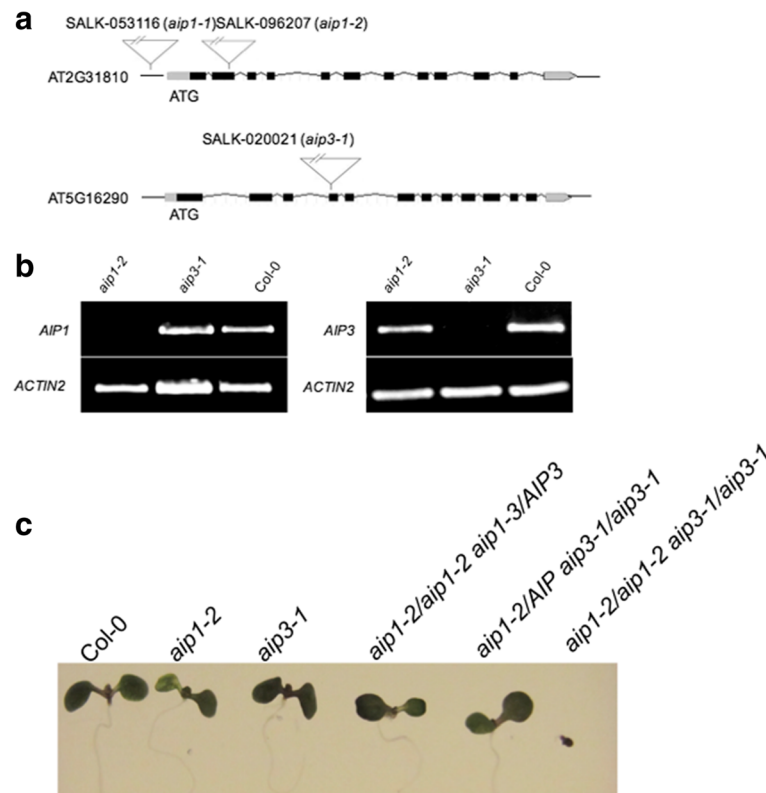 a
SALK-053116 (aip1-1)SALK-096207 (aip1-2)
AT2G31810
ATG
SALK-020021 (aip3-1)
AT5G16290
ATG
b
aip1-2 aip3-1 Col-0 aip1-2 aip3-1 Col-0
AIP1 AIP3
ACTIN2 ACTIN2
c
Col-0
aip1-2
aip3-1
aip1-2/aip1-2 aip1-3/AIP3
aip1-2/AIP aip3-1/aip3-1
aip1-2/aip1-2 aip3-1/aip3-1